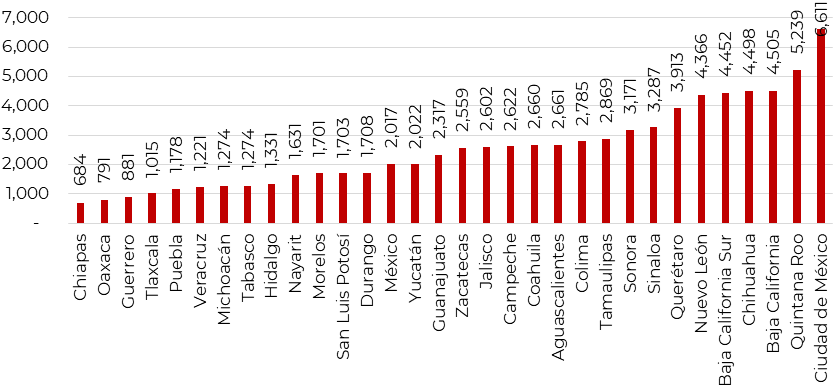 7,000
6,000
5,000
4,000
3,000
2,000
1,000
-
684
791
881
1,015
1,178
1,221
1,274
1,274
1,331
1,631
1,701
1,703
1,708
2,017
2,022
2,317
2,559
2,602
2,622
2,660
2,661
2,785
2,869
3,171
3,287
3,913
4,366
4,452
4,498
4,505
5,239
6,611
Chiapas
Oaxaca
Guerrero
Tlaxcala
Puebla
Veracruz
Michoacán
Tabasco
Hidalgo
Nayarit
Morelos
San Luis Potosí
Durango
México
Yucatán
Guanajuato
Zacatecas
Jalisco
Campeche
Coahuila
Aguascalientes
Colima
Tamaulipas
Sonora
Sinaloa
Querétaro
Nuevo León
Baja California Sur
Chihuahua
Baja California
Quintana Roo
Ciudad de México